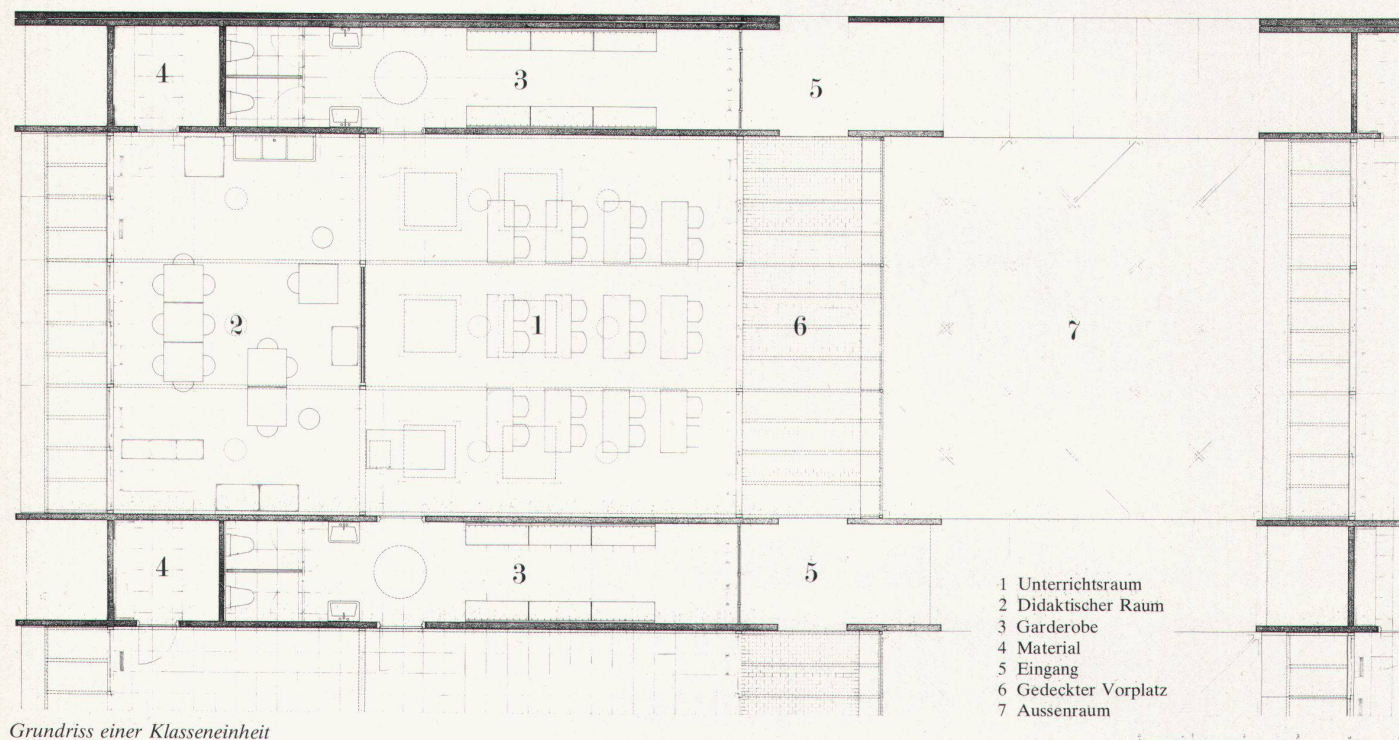 4
3
5
2
1
6
7
4
3
5
1 Unterrichtsraum
2 Didaktischer Raum
3 Garderobe
4 Material
5 Eingang
6 Gedeckter Vorplatz
7 Aussenraum
Grundriss einer Klasseneinheit